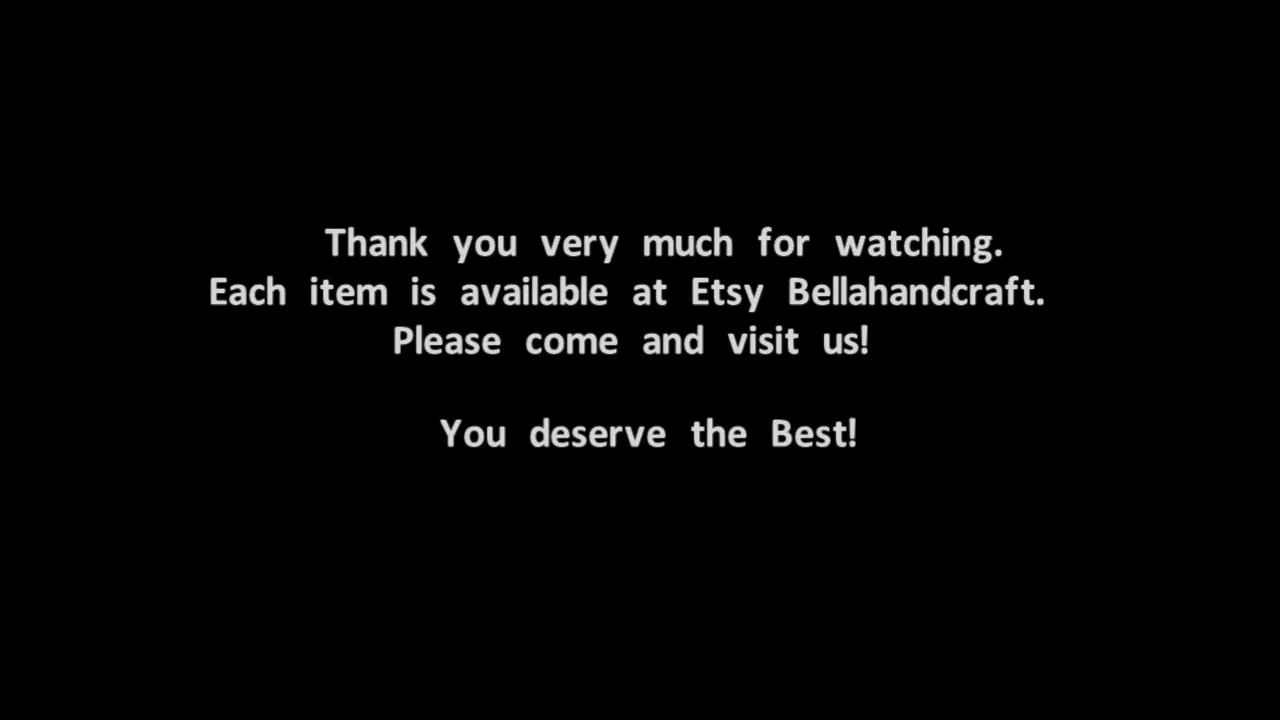 Thank you very much for watching.
Each item is available at Etsy Bellahandcraft.
Please come and visit us!
You deserve the Best!